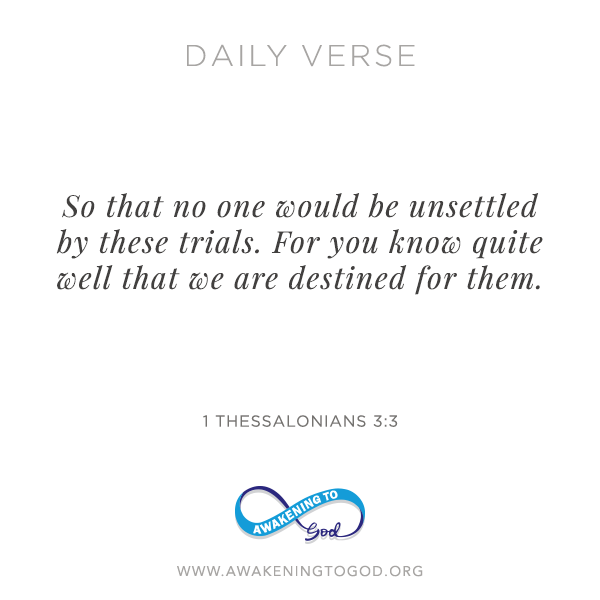 DAILY VERSE
So that no one would be unsettled
by these trials. For you know quite
well that we are destined for them.
1 THESSALONIANS 3:3
AWAKENING TO
God
WWW.AWAKENINGTOGOD.ORG